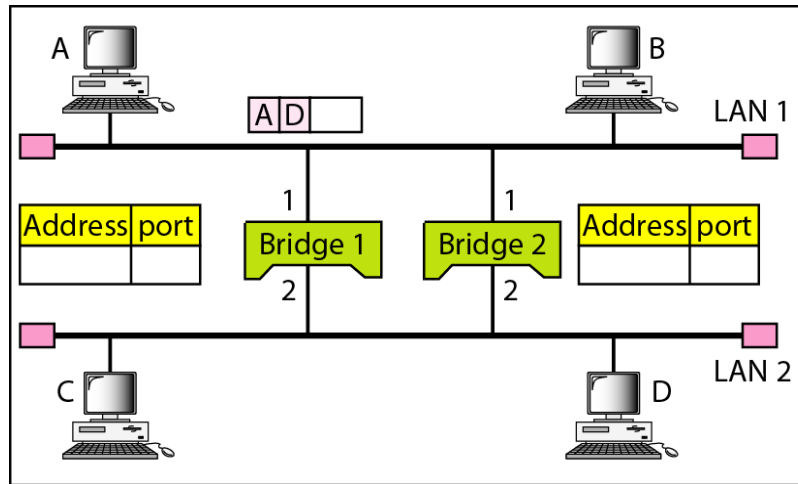 A
B
A D
LAN 1
1
1
Address port
Bridge 1
Bridge 2
Address port
2
2
LAN 2
C
D